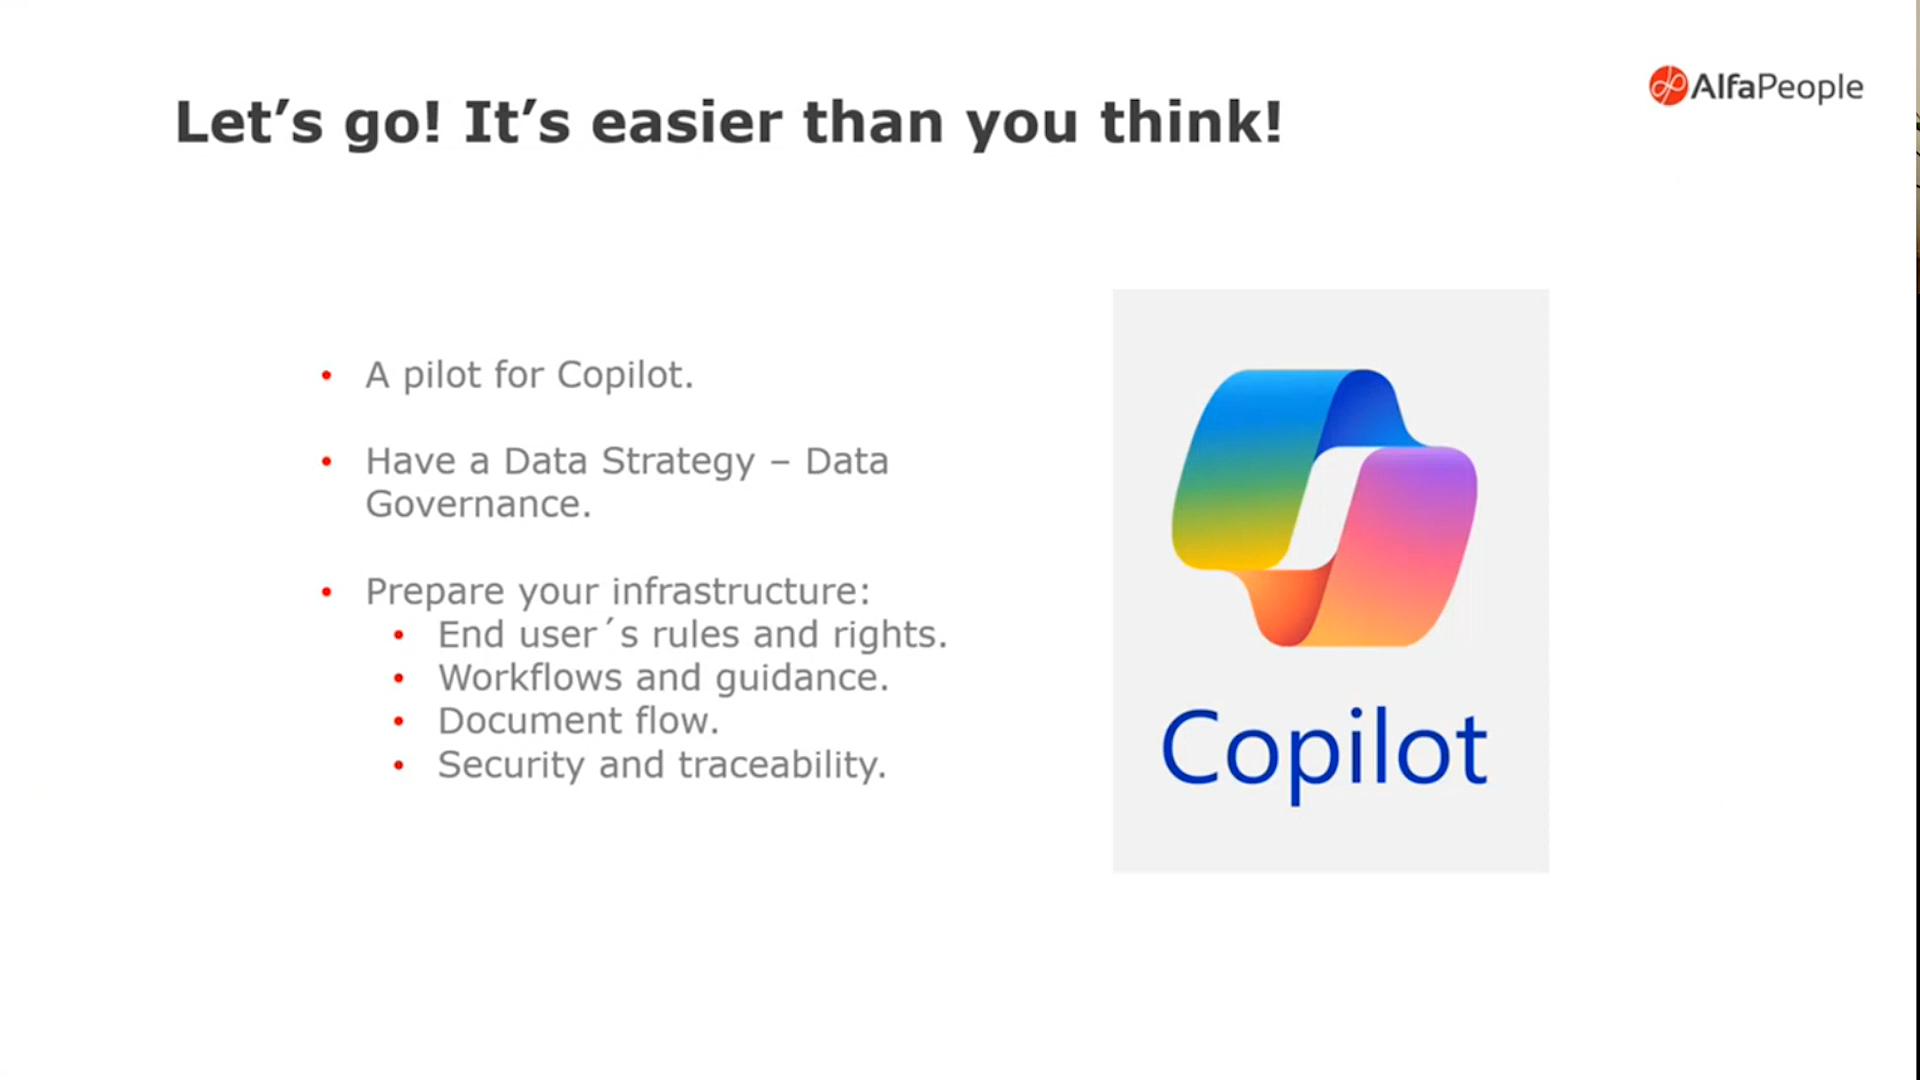 AlfaPeople
Let’s go! It’s easier than you think!
• A pilot for Copilot.
• Have a Data Strategy – Data
Governance.
• Prepare your infrastructure:
• End user´s rules and rights.
• Workflows and guidance.
• Document flow.
• Security and traceability.
Copilot